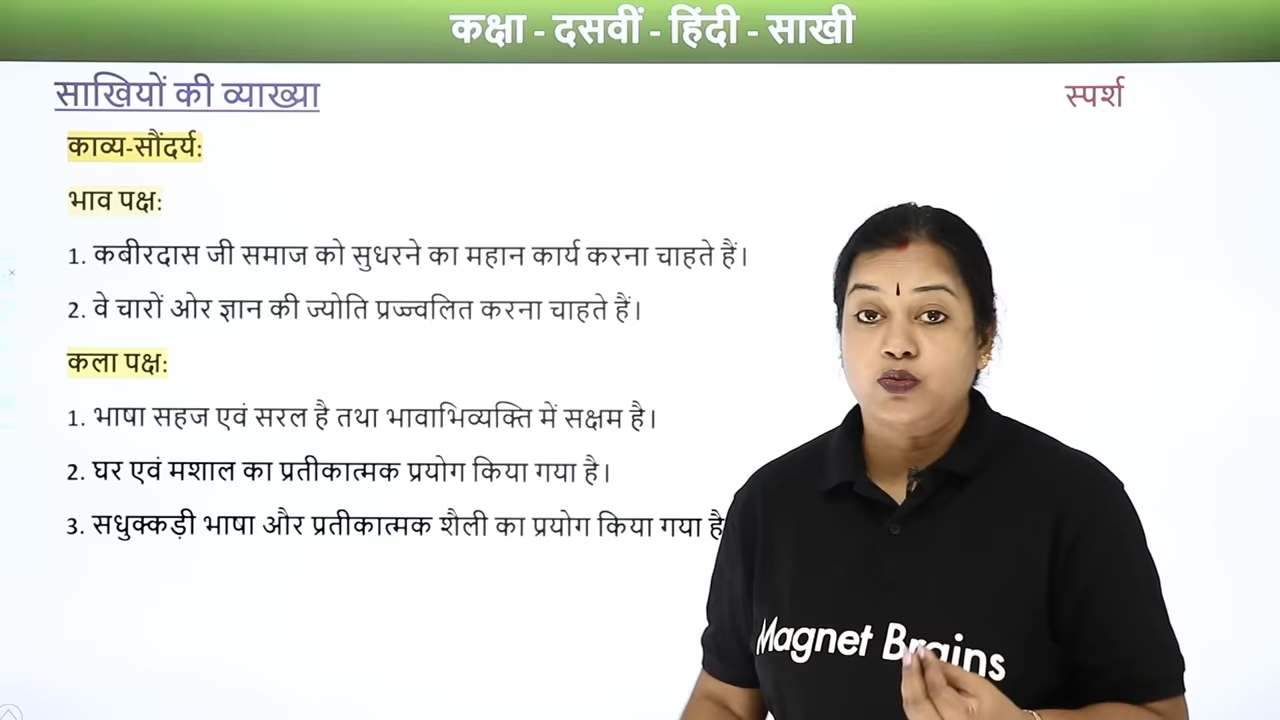 कक्षा - दसवीं - हिंदी - साखी
साखियों की व्याख्या
स्पर्श
काव्य-सौंदर्य:
भाव पक्ष:
1. कबीरदास जी समाज को सुधरने का महान कार्य करना चाहते हैं।
2. वे चारों ओर ज्ञान की ज्योति प्रज्ज्वलित करना चाहते हैं।
कला पक्ष:
1. भाषा सहज एवं सरल है तथा भावाभिव्यक्ति में सक्षम है।
2. घर एवं मशाल का प्रतीकात्मक प्रयोग किया गया है।
3. सधुक्कड़ी भाषा और प्रतीकात्मक शैली का प्रयोग किया गया है
Magnet Brains